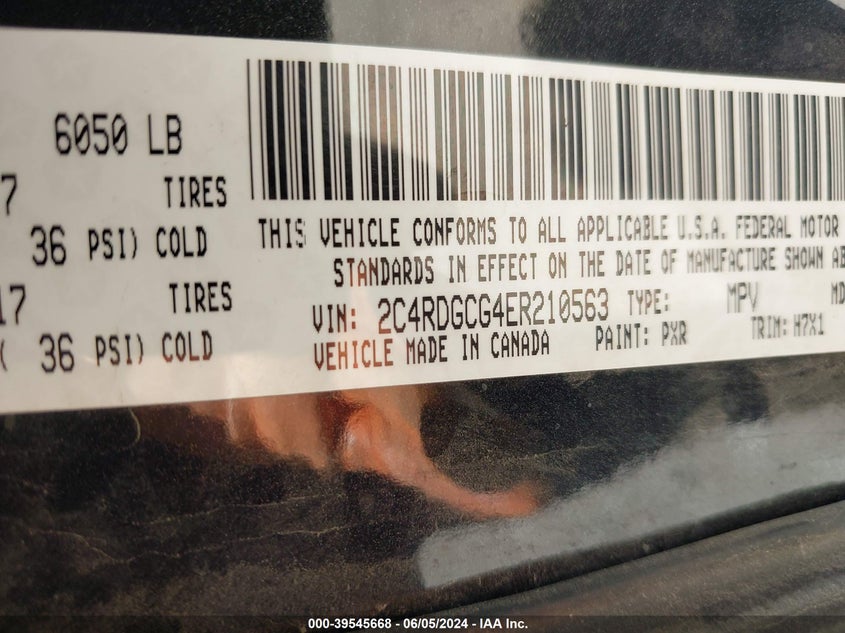 6050 LB
7 TIRES
36 PSI) COLD
17 TIRES
( 36 PSI) COLD
THIS VEHICLE CONFORMS TO ALL APPLICABLE U.S.A. FEDERAL MOTOR
STANDARDS IN EFFECT ON THE DATE OF MANUFACTURE SHOWN AB
VIN: 2C4RDGCG4ER210563 TYPE: MPV MD
VEHICLE MADE IN CANADA PAINT: PXR TRIM: H7X1
000-39545668 - 06/05/2024 - IAA Inc.